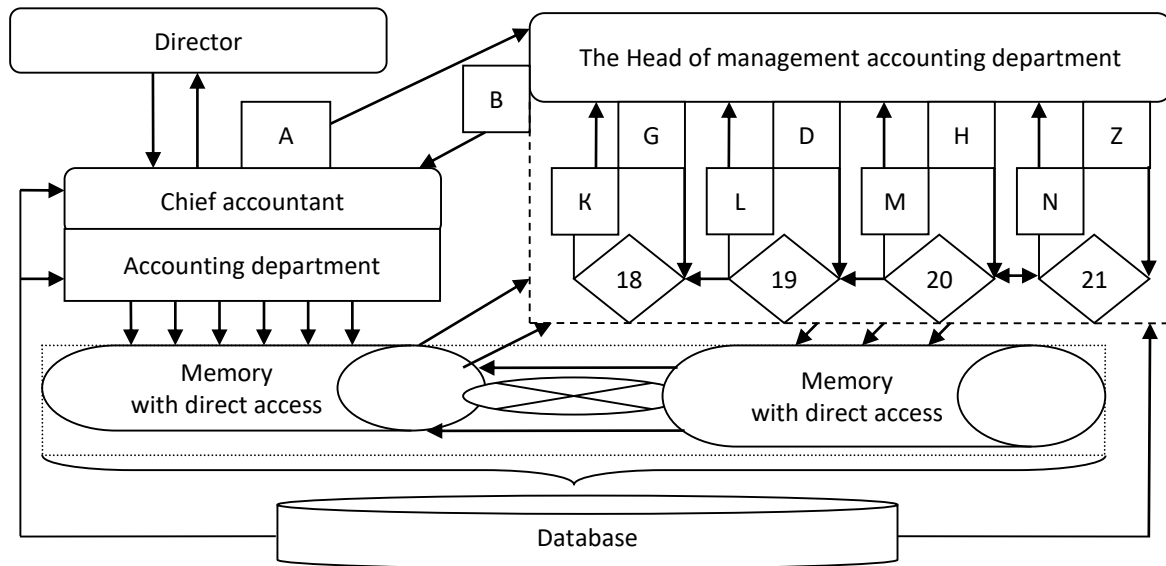 Director
The Head of management accounting department
B
A
G
D
H
Z
К
L
M
N
Chief accountant
Accounting department
18
19
20
21
Memory
with direct access
Memory
with direct access
Database